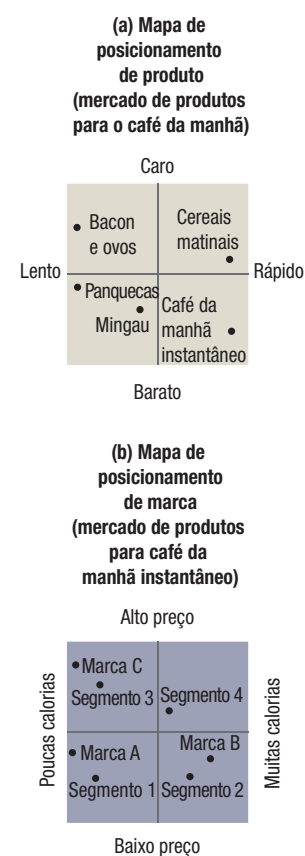 (a) Mapa de
posicionamento
de produto
(mercado de produtos
para o café da manhã)
Caro
Bacon
e ovos
Cereais
matinais
Lento
Rápido
Panquecas
Mingau
Café da
manhã
instantâneo
Barato
(b) Mapa de
posicionamento
de marca
(mercado de produtos
para café da
manhã instantâneo)
Alto preço
Poucas calorias
Marca C
Segmento 3
Segmento 4
Marca A
Marca B
Segmento 1
Segmento 2
Muitas calorias
Baixo preço